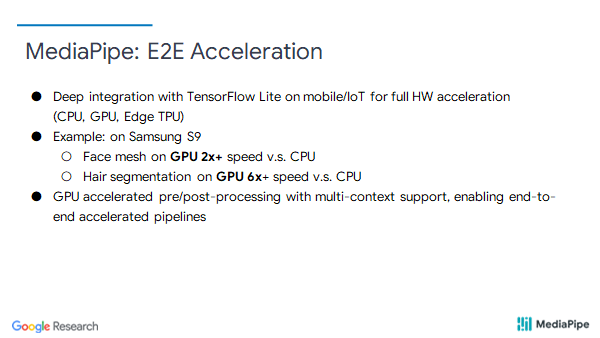 MediaPipe: E2E Acceleration
● Deep integration with TensorFlow Lite on mobile/IoT for full HW acceleration
(CPU, GPU, Edge TPU)
● Example: on Samsung S9
○ Face mesh on GPU 2x+ speed v.s. CPU
○ Hair segmentation on GPU 6x+ speed v.s. CPU
● GPU accelerated pre/post-processing with multi-context support, enabling end-to-
end accelerated pipelines
Google Research
MediaPipe